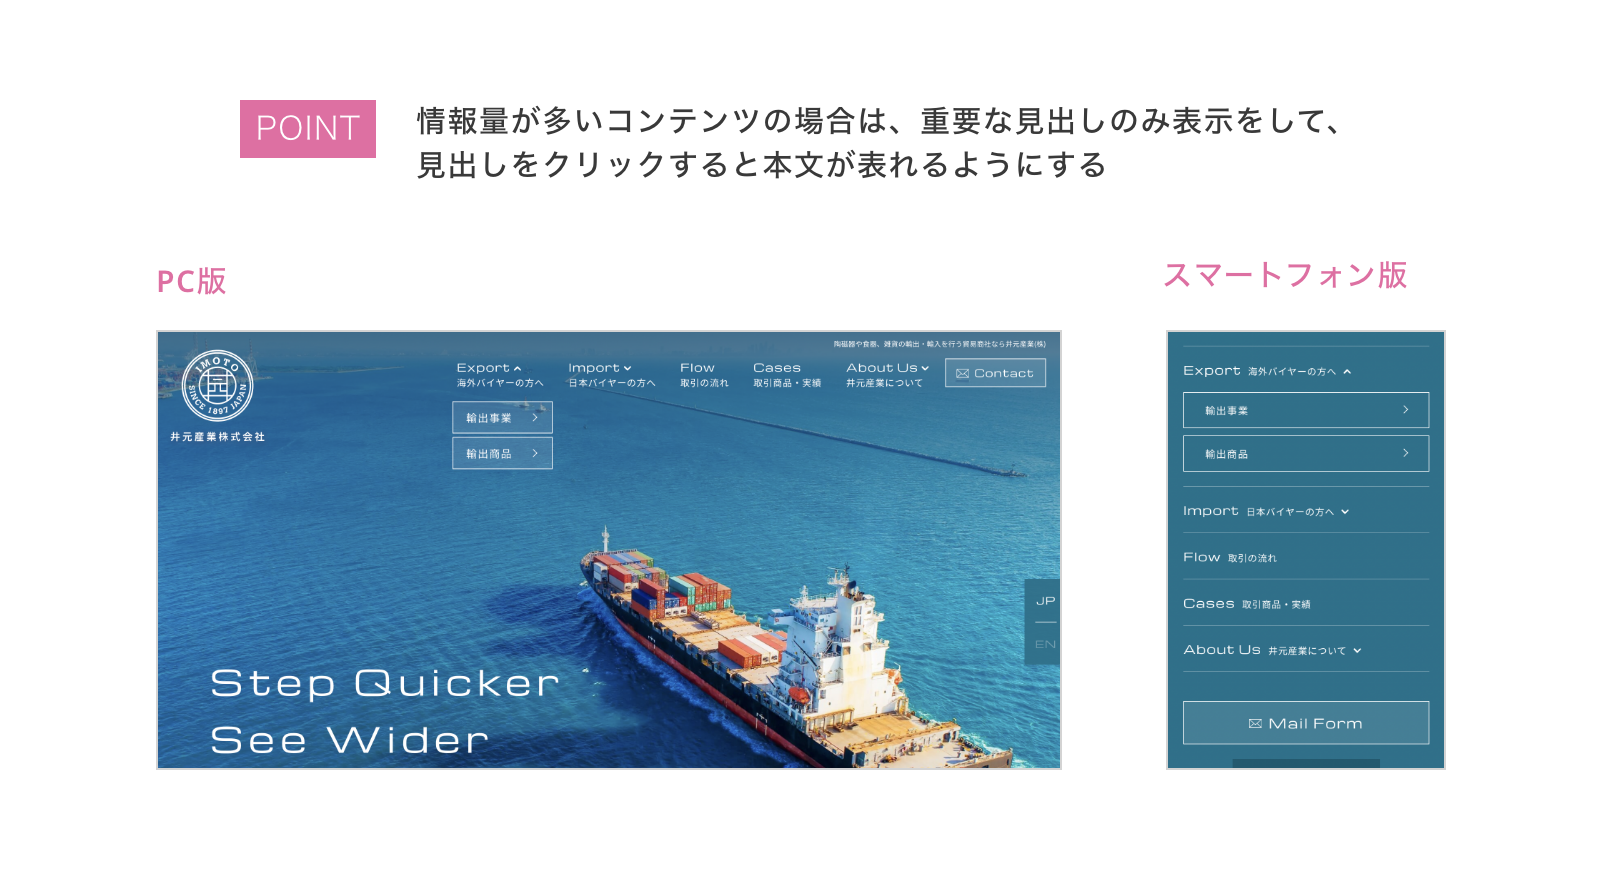 POINT
情報量が多いコンテンツの場合は、重要な見出しのみ表示をして、
見出しをクリックすると本文が表れるようにする
PC版
スマートフォン版
陶磁器や食器、雑貨の輸出・輸入を行う貿易商社なら井元産業(株)
IMOTO
SINCE 1897 JAPAN
井元産業株式会社
Export
海外バイヤーの方へ
Import
日本バイヤーの方へ
Flow
取引の流れ
Cases
取引商品・実績
About Us
井元産業について
Contact
輸出事業
輸出商品
JP
EN
Step Quicker
See Wider
Export 海外バイヤーの方へ
輸出事業
輸出商品
Import 日本バイヤーの方へ
Flow 取引の流れ
Cases 取引商品・実績
About Us 井元産業について
Mail Form